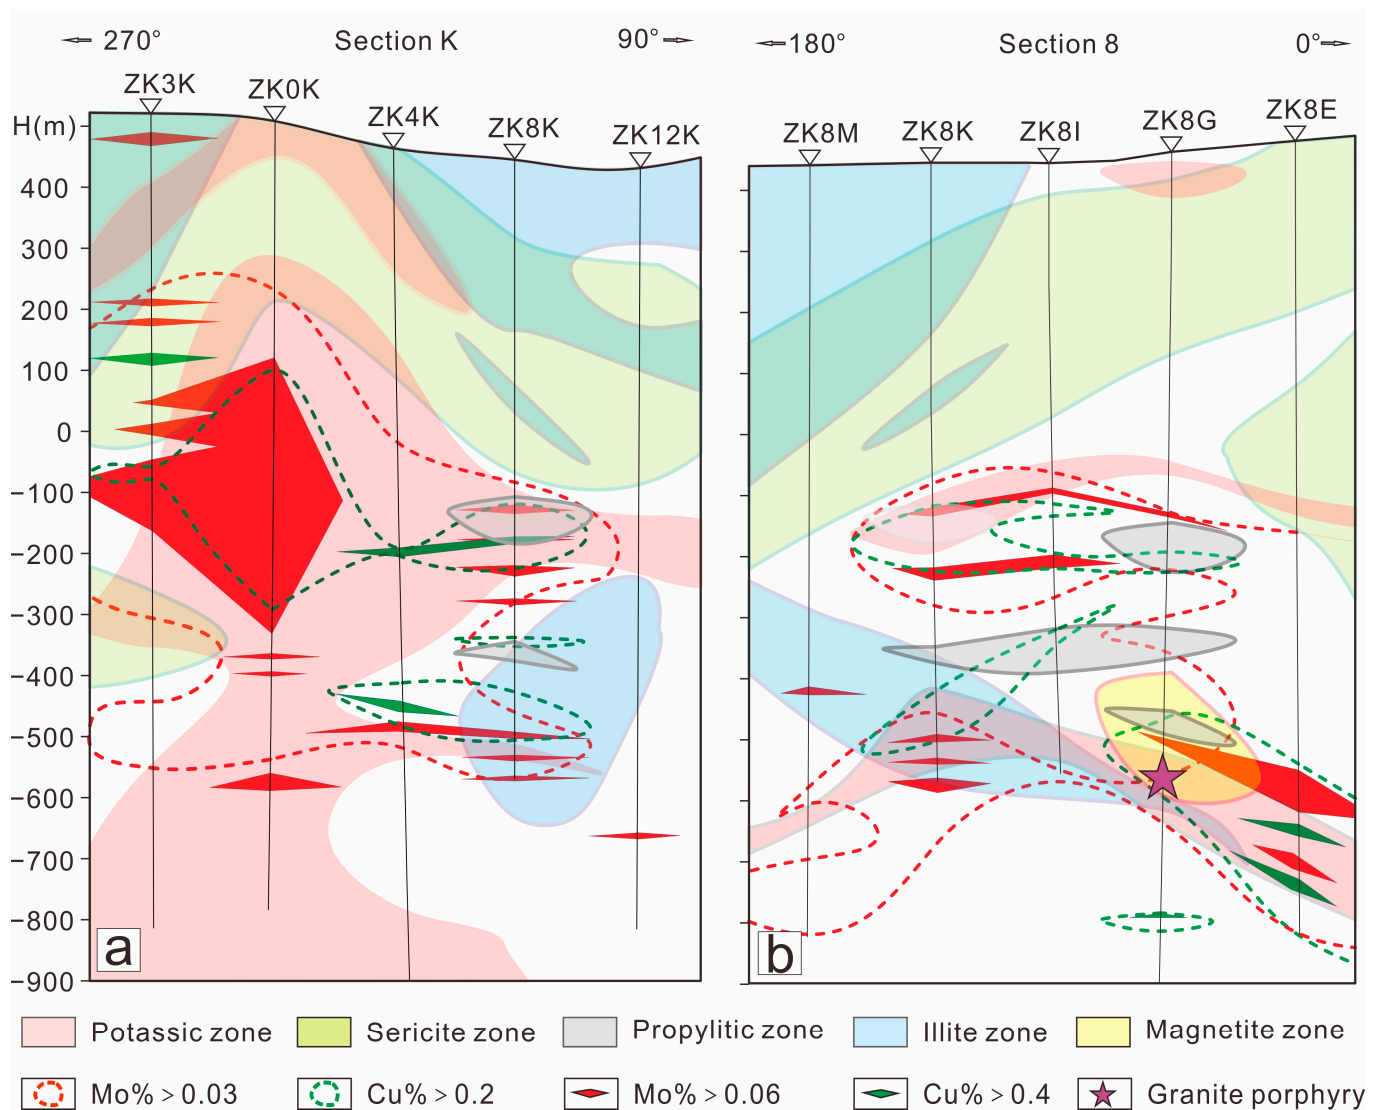 270° Section K 90°
180° Section 8 0°
ZK3K ZK0K ZK4K ZK8K ZK12K
ZK8M ZK8K ZK8I ZK8G ZK8E
H(m)
400
300
200
100
0
−100
−200
−300
−400
−500
−600
−700
−800
−900
a
b
Potassic zone Sericite zone Propylitic zone Illite zone Magnetite zone
Mo% > 0.03 Cu% > 0.2 Mo% > 0.06 Cu% > 0.4 Granite porphyry